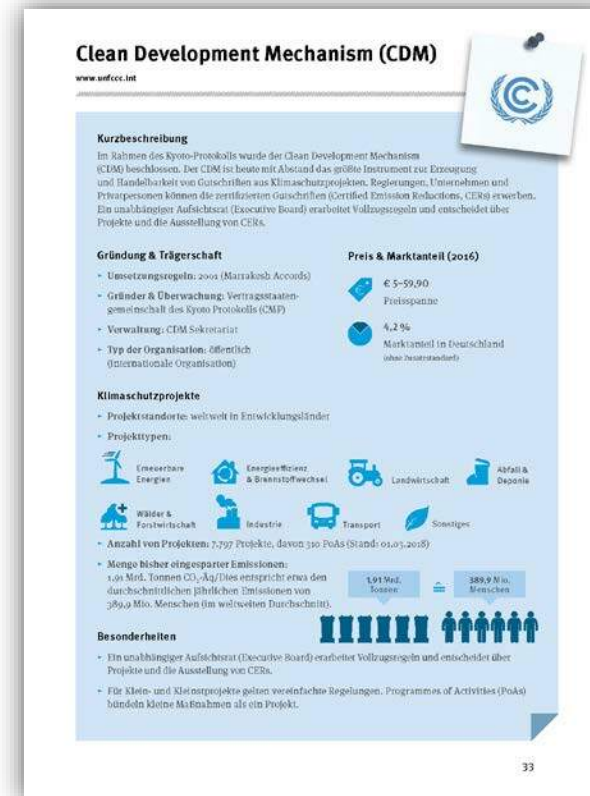 Clean Development Mechanism (CDM)
www.unfccc.int
Kurzbeschreibung
Im Rahmen des Kyoto-Protokolls wurde der Clean Development Mechanism
(CDM) beschlossen. Der CDM ist heute mit Abstand das größte Instrument zur Erzeugung
und Handelbarkeit von Gutschriften aus Klimaschutzprojekten. Regierungen, Unternehmen und
Privatpersonen können die zertifizierten Gutschriften (Certified Emission Reductions, CERs) erwerben.
Ein unabhängiger Aufsichtsrat (Executive Board) erarbeitet Vollzugsregeln und entscheidet über
Projekte und die Ausstellung von CERs.
Gründung & Trägerschaft
▸ Umsetzungsregeln: 2001 (Marrakesh Accords)
▸ Gründer & Überwachung: Vertragsstaaten-
gemeinschaft des Kyoto Protokolls (CMP)
▸ Verwaltung: CDM Sekretariat
▸ Typ der Organisation: öffentlich
(Internationale Organisation)
Preis & Marktanteil (2016)
€ 5–59,90
Preisspanne
4,2 %
Marktanteil in Deutschland
(ohne Zusatzstandard)
Klimaschutzprojekte
▸ Projektstandorte: weltweit in Entwicklungsländer
▸ Projekttypen:
Erneuerbare
Energien
Energieeffizienz
& Brennstoffwechsel
Landwirtschaft
Abfall &
Deponie
Wälder &
Forstwirtschaft
Industrie
Transport
Sonstiges
▸ Anzahl von Projekten: 7.797 Projekte, davon 310 PoAs (Stand: 01.03.2018)
▸ Menge bisher eingesparter Emissionen:
1,91 Mrd. Tonnen CO₂-Äq/Dies entspricht etwa den
durchschnittlichen jährlichen Emissionen von
389,9 Mio. Menschen (im weltweiten Durchschnitt).
1,91 Mrd.
Tonnen
≙
389,9 Mio.
Menschen
Besonderheiten
▸ Ein unabhängiger Aufsichtsrat (Executive Board) erarbeitet Vollzugsregeln und entscheidet über
Projekte und die Ausstellung von CERs.
▸ Für Klein- und Kleinstprojekte gelten vereinfachte Regelungen. Programmes of Activities (PoAs)
bündeln kleine Maßnahmen als ein Projekt.
33